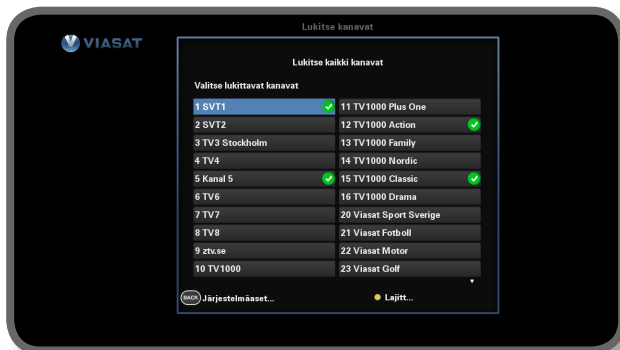 Lukitse kanavat
VIASAT
Lukitse kaikki kanavat
Valitse lukittavat kanavat
1 SVT1
2 SVT2
3 TV3 Stockholm
4 TV4
5 Kanal 5
6 TV6
7 TV7
8 TV8
9 ztv.se
10 TV1000
11 TV1000 Plus One
12 TV1000 Action
13 TV1000 Family
14 TV1000 Nordic
15 TV1000 Classic
16 TV1000 Drama
20 Viasat Sport Sverige
21 Viasat Fotboll
22 Viasat Motor
23 Viasat Golf
BACK Järjestelmäaset...
Lajitt...